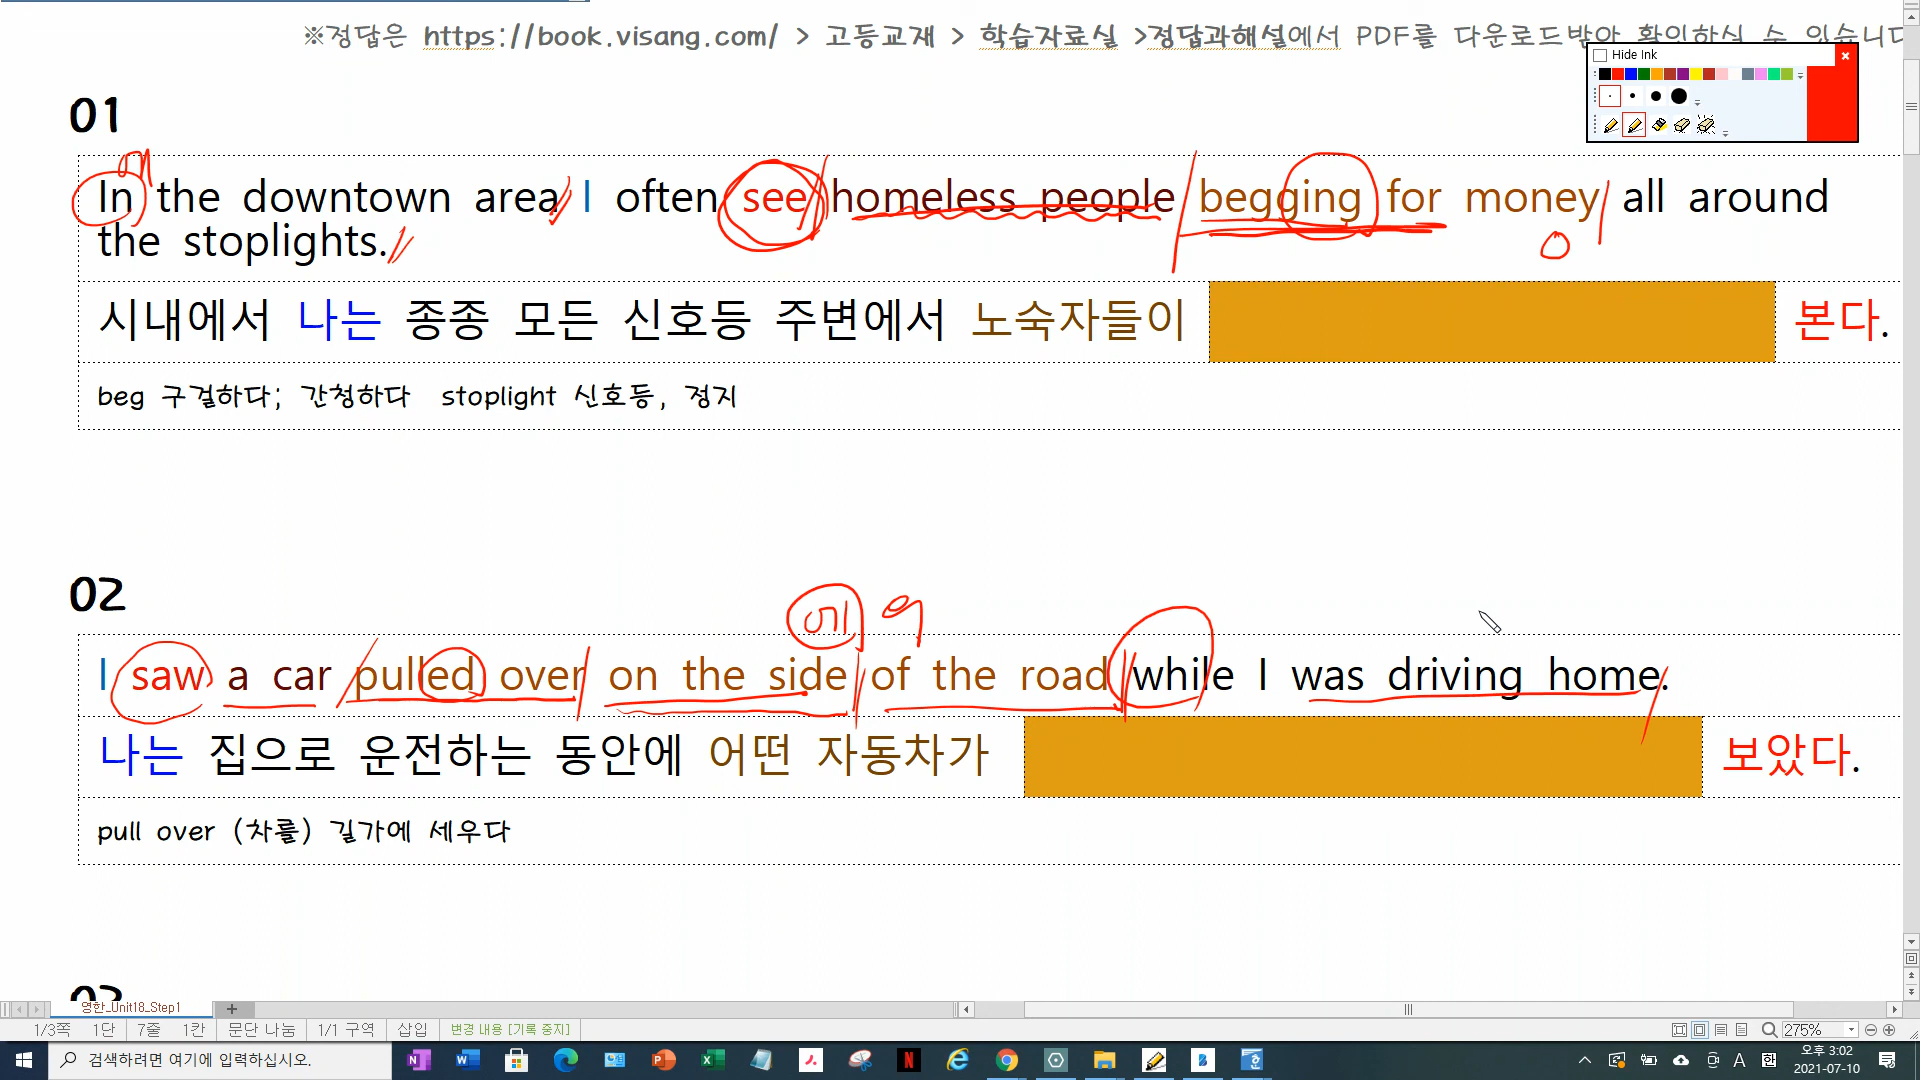 ※정답은 https://book.visang.com/ > 고등교재 > 학습자료실 >정답과해설에서 PDF를 다운로드받아 확인하실 수 있습니다
Hide Ink
01
에
In the downtown area I often see homeless people begging for money all around
the stoplights.
시내에서 나는 종종 모든 신호등 주변에서 노숙자들이 본다.
beg 구걸하다; 간청하다 stoplight 신호등, 정지
02
에 의
I saw a car pulled over on the side of the road while I was driving home.
나는 집으로 운전하는 동안에 어떤 자동차가 보았다.
pull over (차를) 길가에 세우다
03
영한_Unit18_Step1
1/3쪽 1단 7줄 1칸 문단 나눔 1/1 구역 삽입 변경 내용 [기록 중지] 275%
검색하려면 여기에 입력하십시오. A 한 오후 3:02
2021-07-10